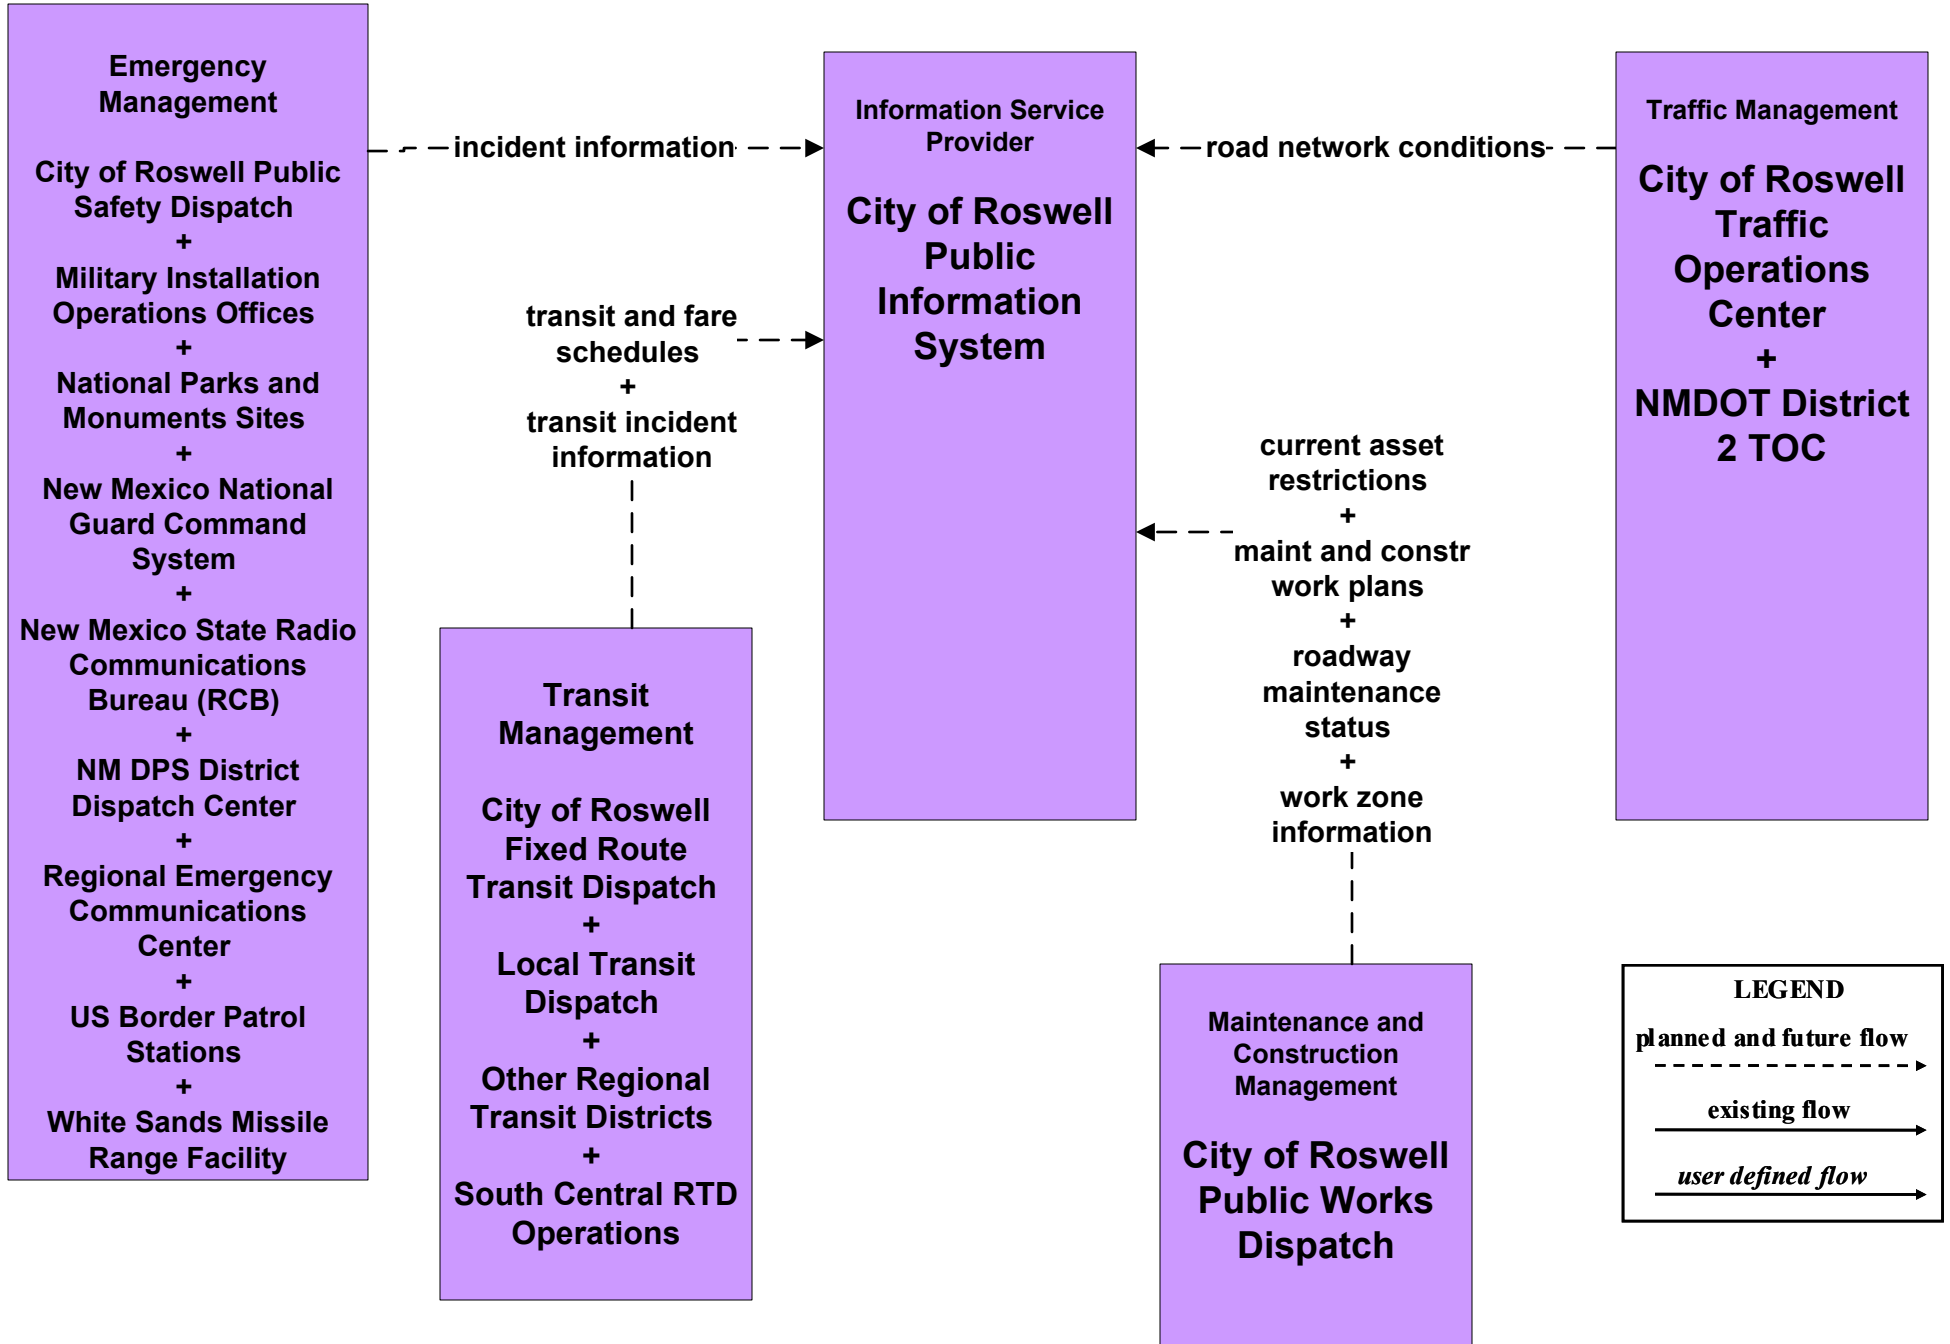 Emergency
Management
City of Roswell Public
Safety Dispatch
+
Military Installation
Operations Offices
+
National Parks and
Monuments Sites
+
New Mexico National
Guard Command
System
+
New Mexico State Radio
Communications
Bureau (RCB)
+
NM DPS District
Dispatch Center
+
Regional Emergency
Communications
Center
+
US Border Patrol
Stations
+
White Sands Missile
Range Facility
incident information
transit and fare
schedules
+
transit incident
information
Transit
Management
City of Roswell
Fixed Route
Transit Dispatch
+
Local Transit
Dispatch
+
Other Regional
Transit Districts
+
South Central RTD
Operations
Information Service
Provider
City of Roswell
Public
Information
System
road network conditions
current asset
restrictions
+
maint and constr
work plans
+
roadway
maintenance
status
+
work zone
information
Maintenance and
Construction
Management
City of Roswell
Public Works
Dispatch
Traffic Management
City of Roswell
Traffic
Operations
Center
+
NMDOT District
2 TOC
LEGEND
planned and future flow
existing flow
user defined flow